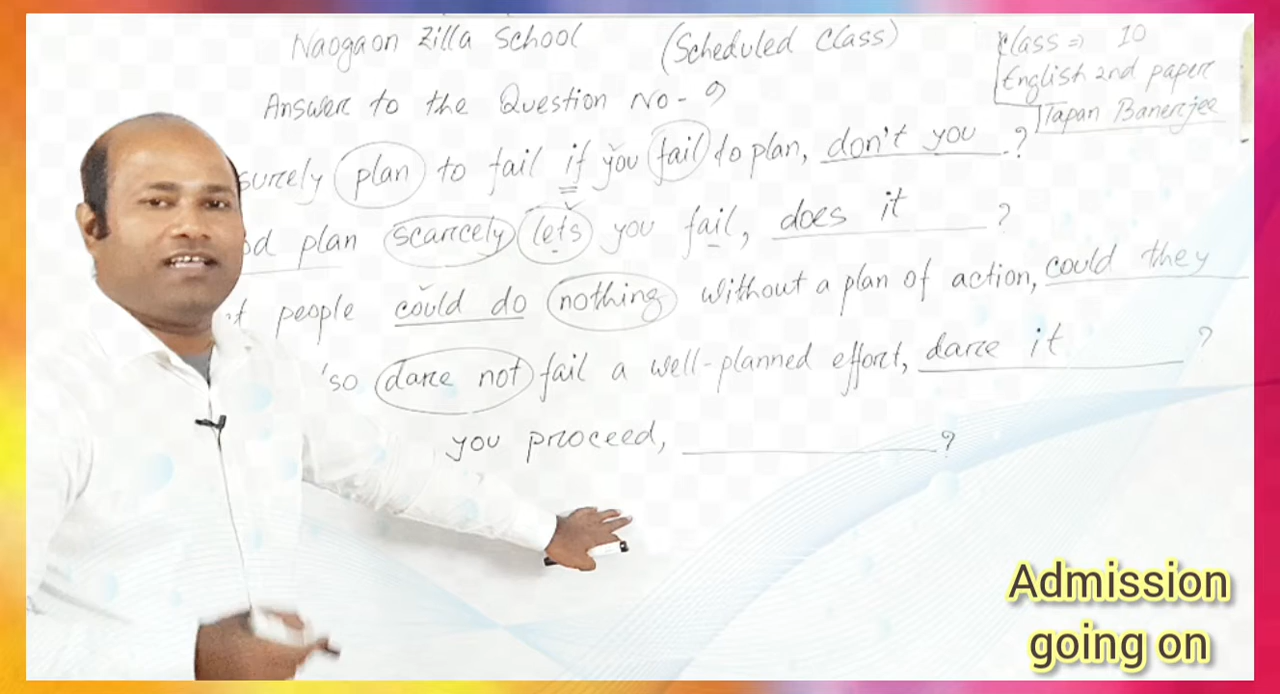 Naogaon Zilla School (Scheduled Class)
Class => 10
English 2nd paper
Tapan Banerjee
Answer to the Question No- 9
surely plan to fail if you fail to plan, don't you ?
od plan scarcely lets you fail, does it ?
people could do nothing without a plan of action, could they
so dare not fail a well-planned effort, dare it ?
you proceed, ?
Admission
going on